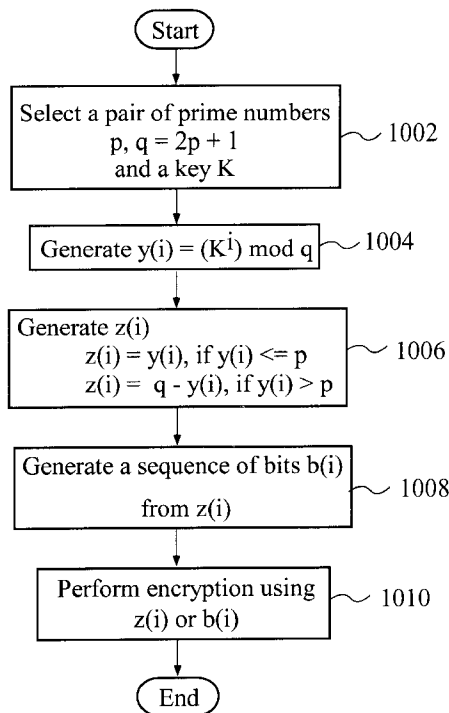 Start
Select a pair of prime numbers
p, q = 2p + 1
and a key K
1002
Generate y(i) = (K^i) mod q
1004
Generate z(i)
z(i) = y(i), if y(i) <= p
z(i) = q - y(i), if y(i) > p
1006
Generate a sequence of bits b(i)
from z(i)
1008
Perform encryption using
z(i) or b(i)
1010
End